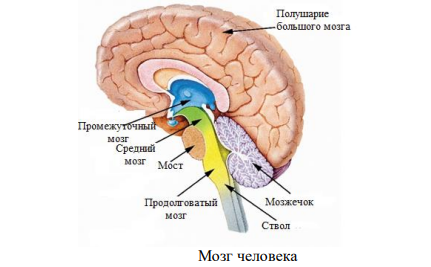 Полушарие
большого мозга
Промежуточный
мозг
Средний
мозг
Мост
Продолговатый
мозг
Мозжечок
Ствол
Мозг человека